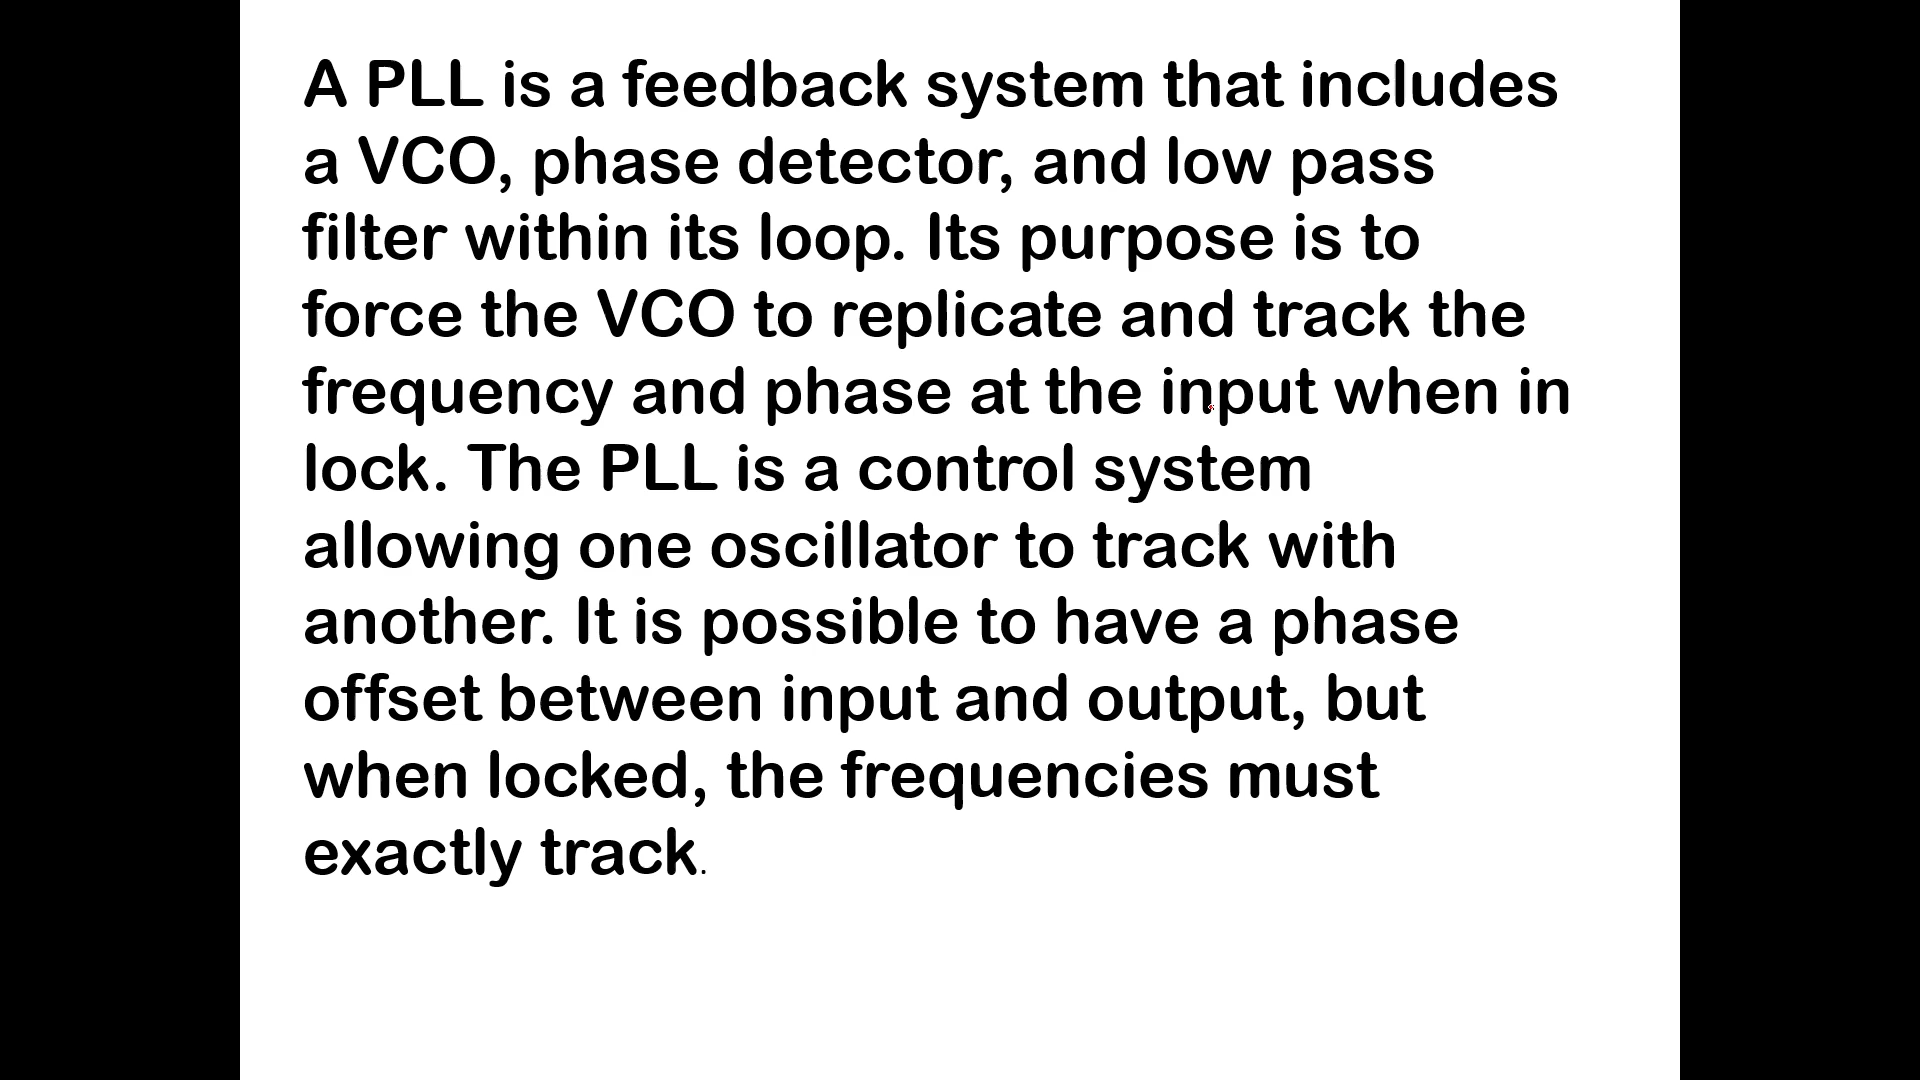 A PLL is a feedback system that includes
a VCO, phase detector, and low pass
filter within its loop. Its purpose is to
force the VCO to replicate and track the
frequency and phase at the input when in
lock. The PLL is a control system
allowing one oscillator to track with
another. It is possible to have a phase
offset between input and output, but
when locked, the frequencies must
exactly track.